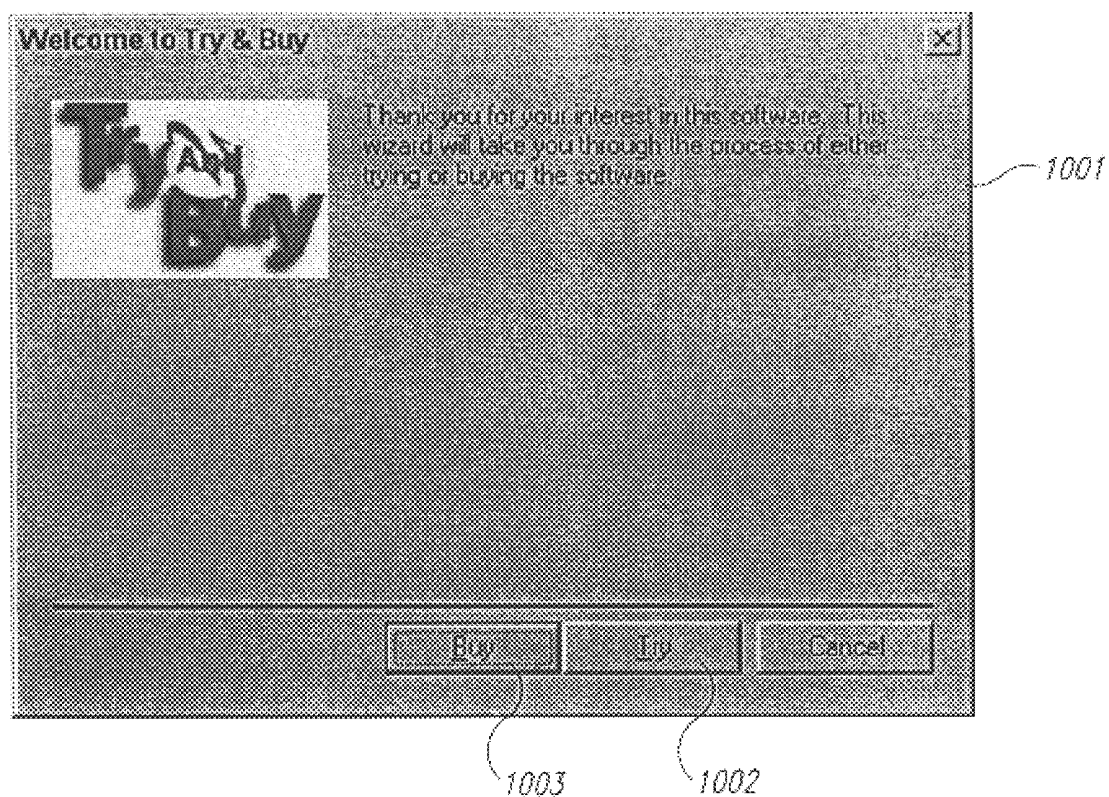 Welcome to Try & Buy
Try And Buy
Thank you for your interest in this software. This
wizard will take you through the process of either
trying or buying the software.
1001
Buy Try Cancel
1003 1002